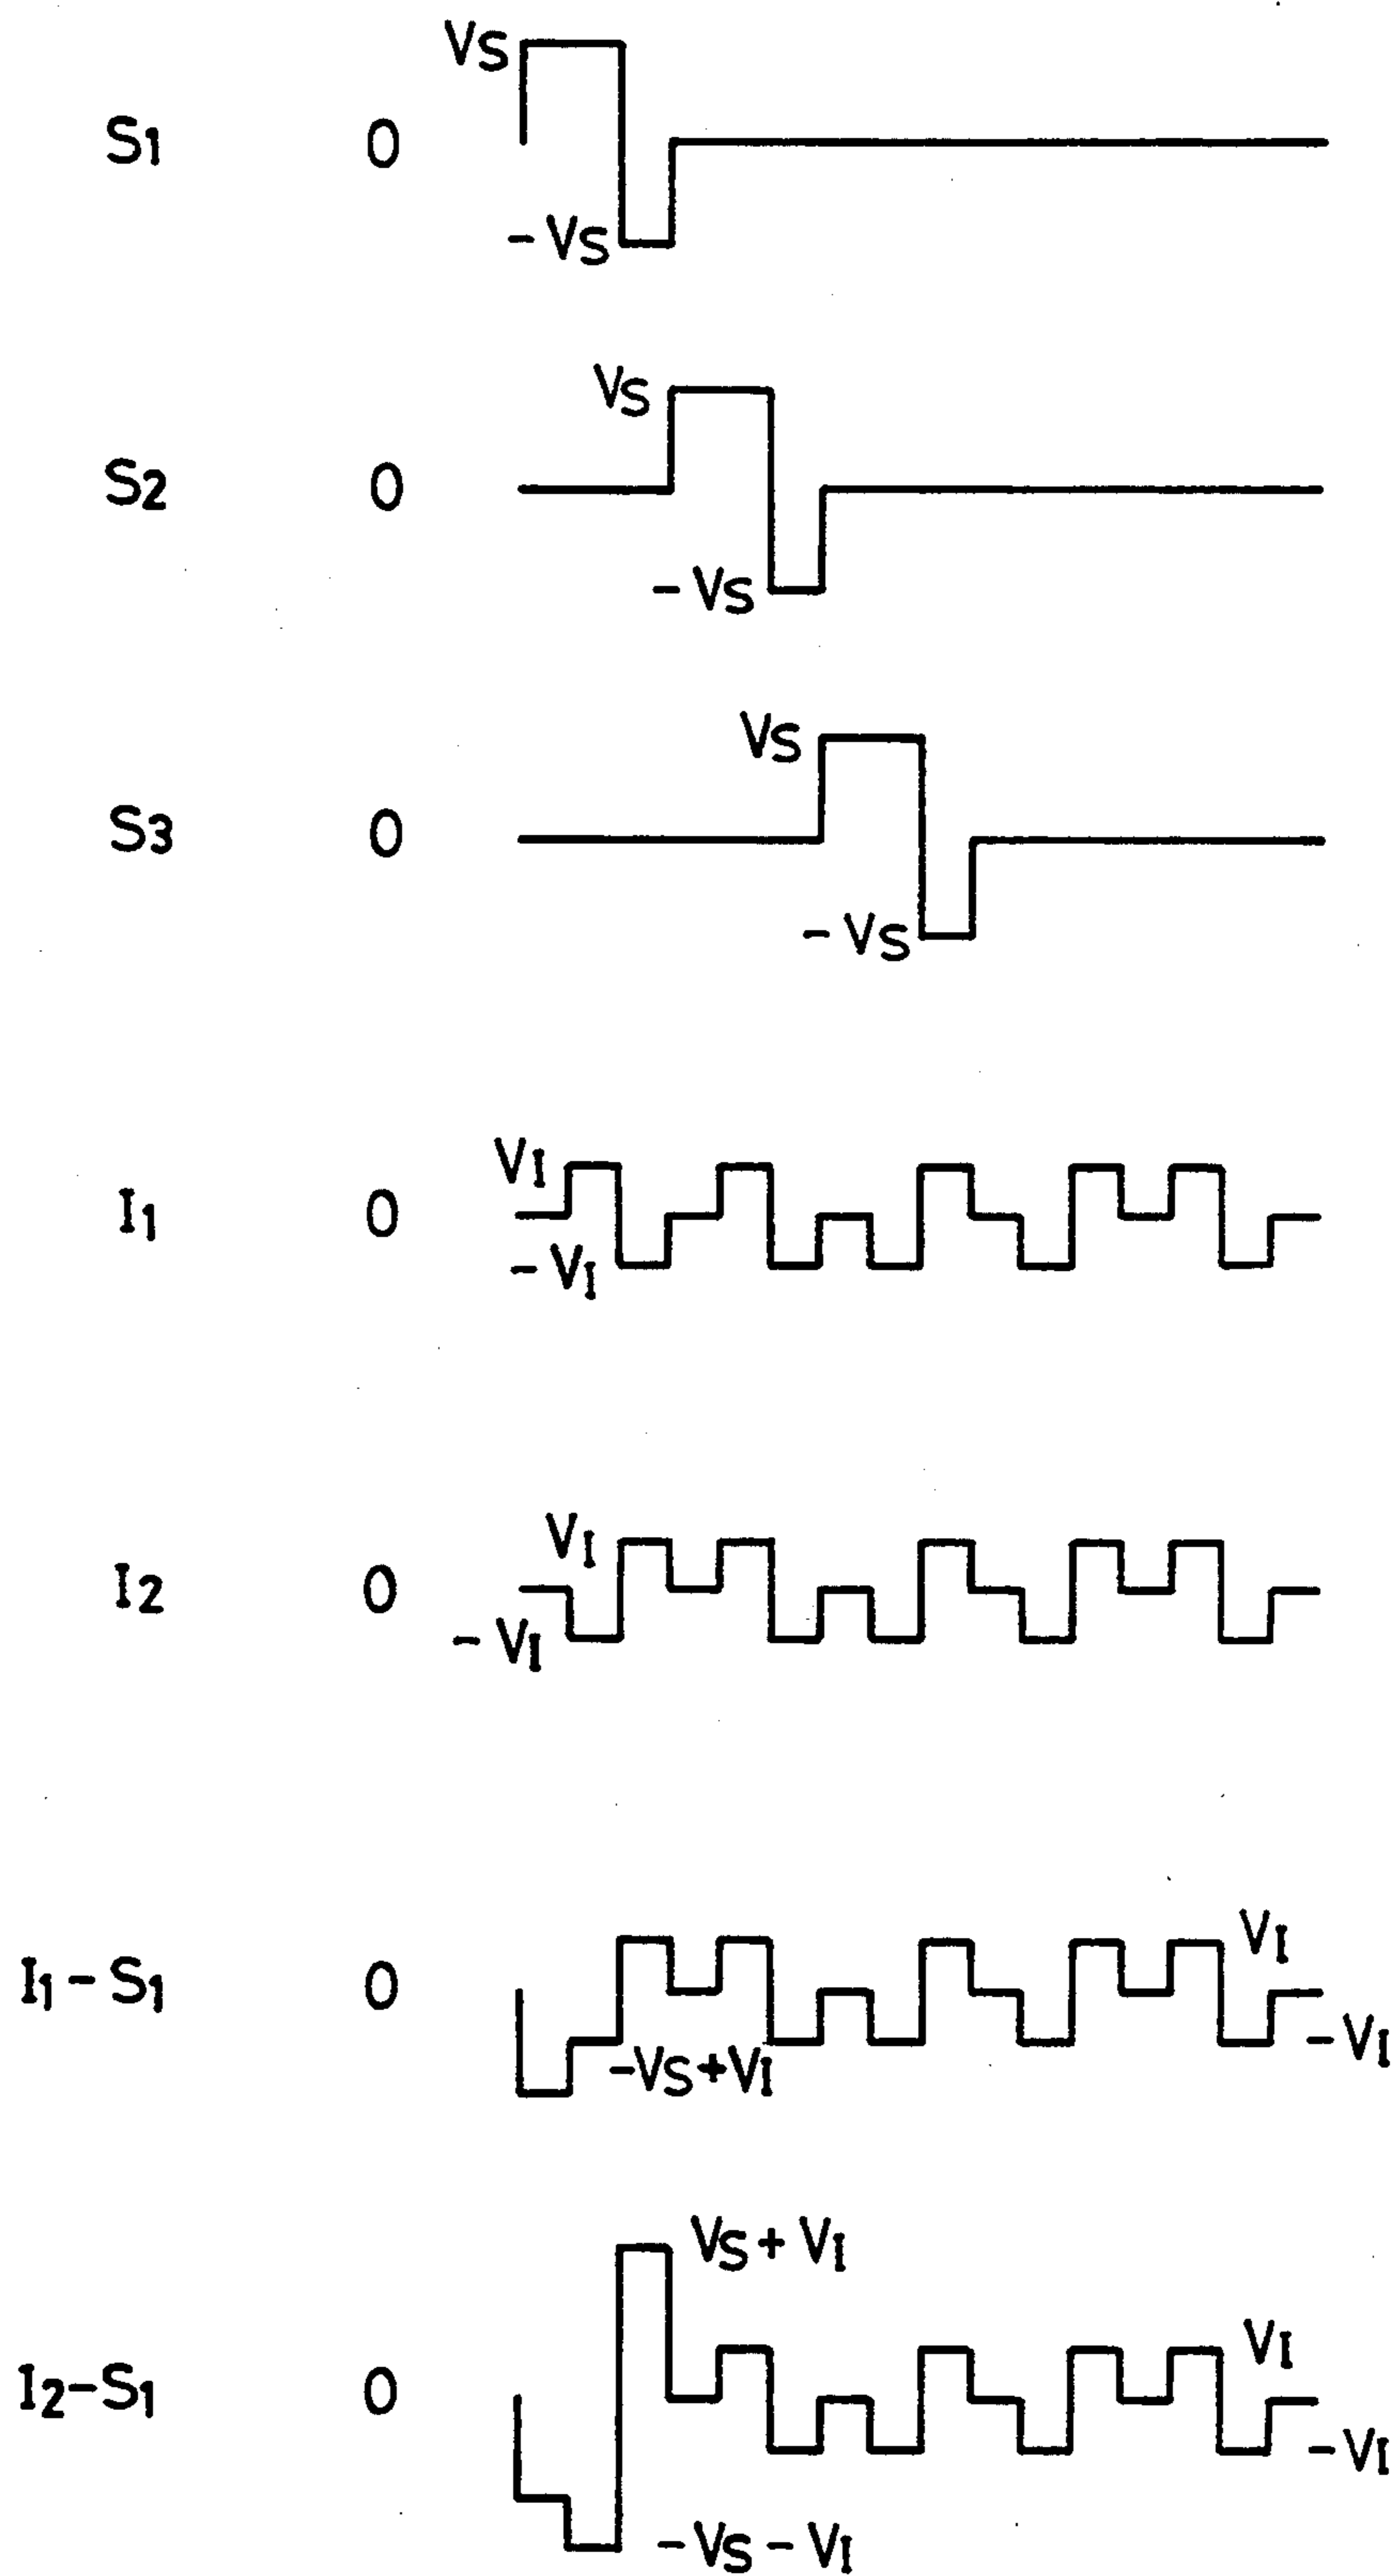 VS
S1 0
-VS
VS
S2 0
-VS
VS
S3 0
-VS
VI
I1 0
-VI
VI
I2 0
-VI
VI
I1-S1 0
-VI
-VS+VI
VS+VI
VI
I2-S1 0
-VI
-VS-VI